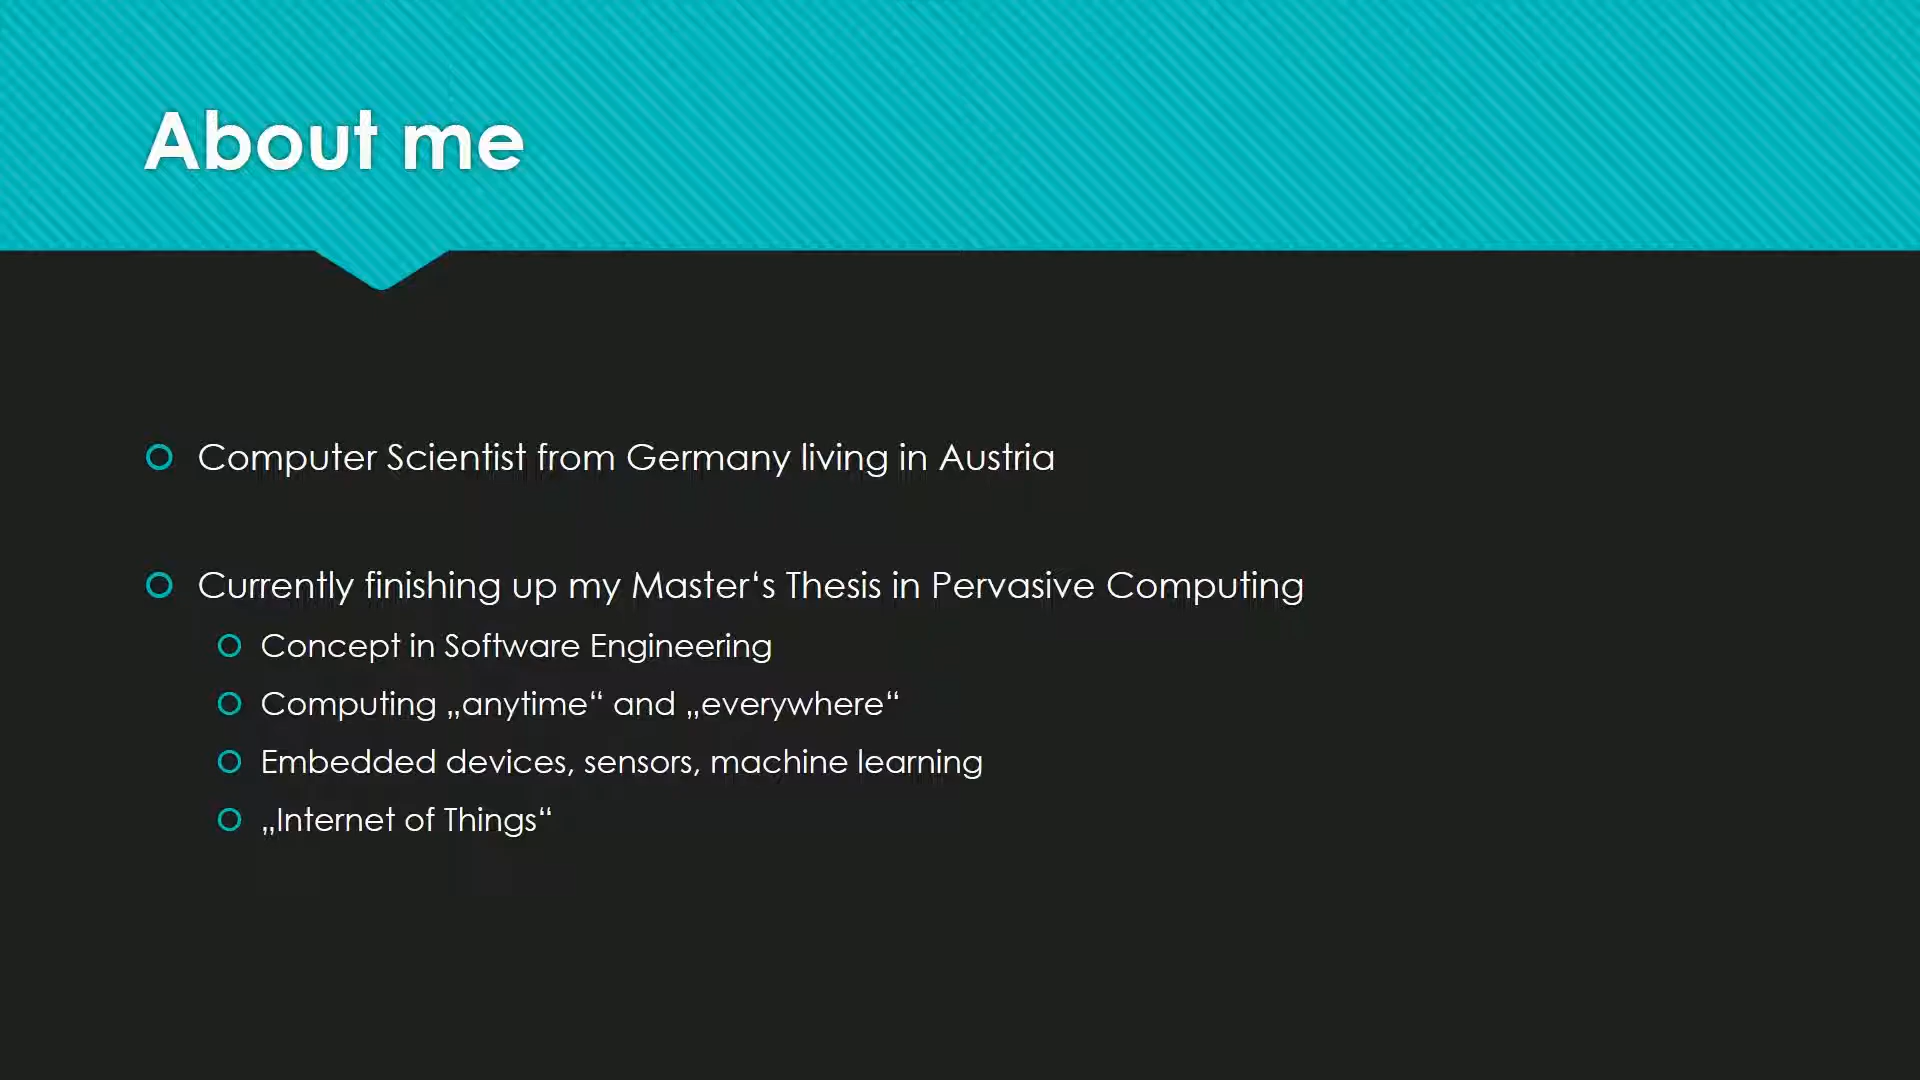 About me
Computer Scientist from Germany living in Austria
Currently finishing up my Master‘s Thesis in Pervasive Computing
Concept in Software Engineering
Computing „anytime“ and „everywhere“
Embedded devices, sensors, machine learning
„Internet of Things“